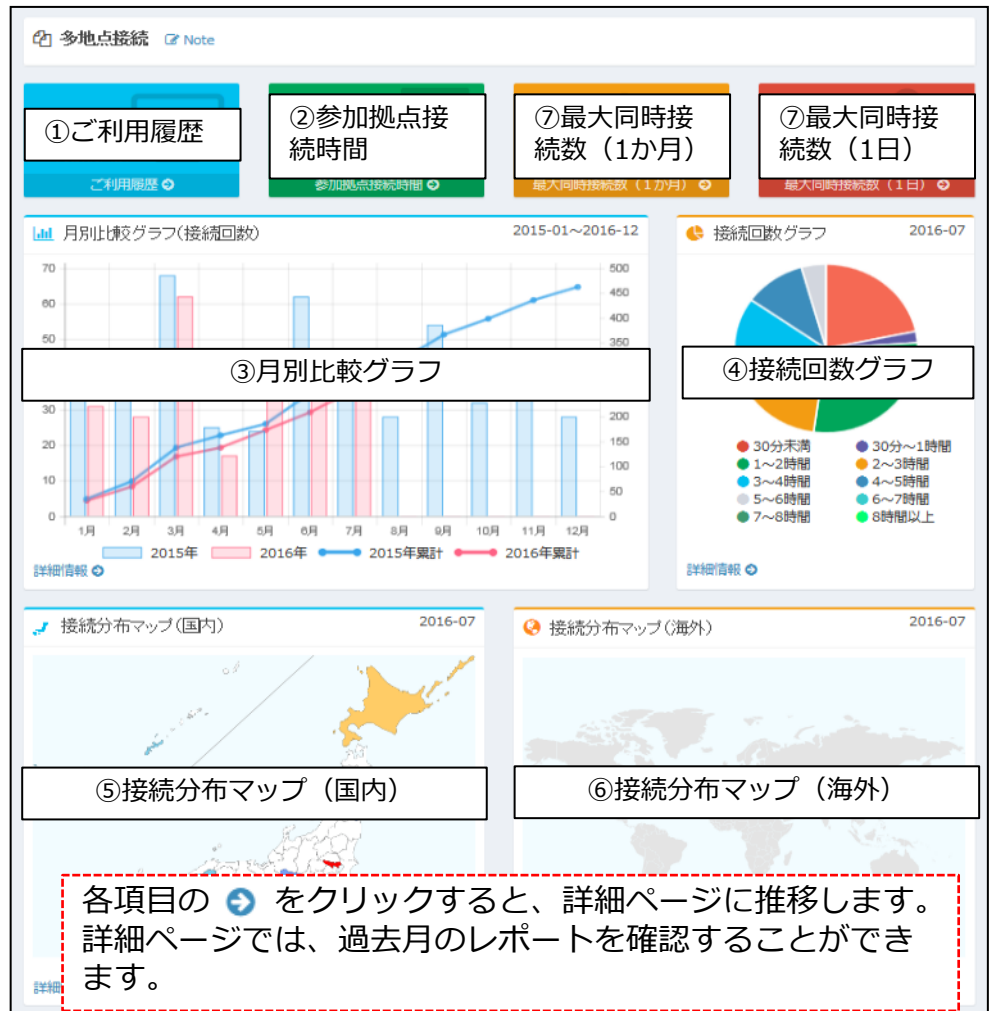 多地点接続 Note
①ご利用履歴
②参加拠点接
続時間
⑦最大同時接
続数（1か月）
⑦最大同時接
続数（1日）
ご利用履歴
参加拠点接続時間
最大同時接続数（1か月）
最大同時接続数（1日）
月別比較グラフ(接続回数) 2015-01～2016-12
70
60
50
30
20
10
0
500
450
400
350
200
150
100
50
0
③月別比較グラフ
1月 2月 3月 4月 5月 6月 7月 8月 9月 10月 11月 12月
2015年 2016年 2015年累計 2016年累計
詳細情報
接続回数グラフ 2016-07
④接続回数グラフ
30分未満 30分～1時間
1～2時間 2～3時間
3～4時間 4～5時間
5～6時間 6～7時間
7～8時間 8時間以上
詳細情報
接続分布マップ(国内) 2016-07
⑤接続分布マップ（国内）
接続分布マップ(海外) 2016-07
⑥接続分布マップ（海外）
各項目の をクリックすると、詳細ページに推移します。
詳細ページでは、過去月のレポートを確認することができ
ます。
詳細